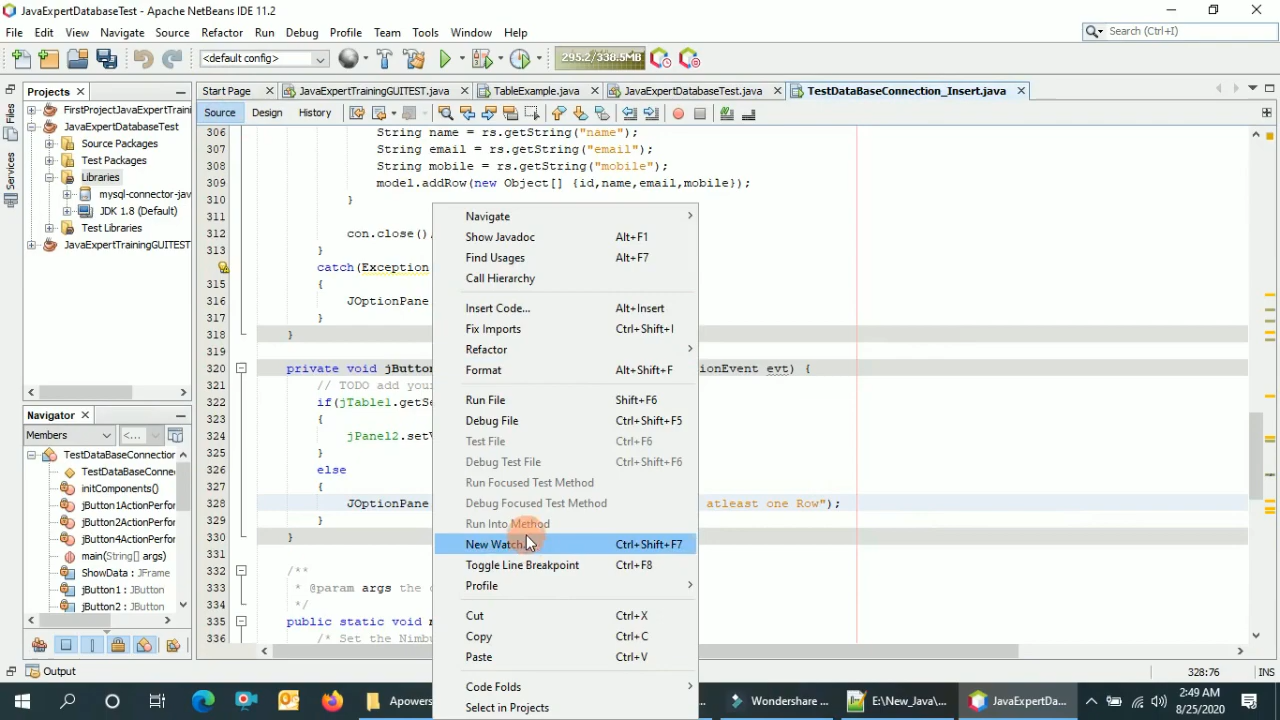 JavaExpertDatabaseTest - Apache NetBeans IDE 11.2
File Edit View Navigate Source Refactor Run Debug Profile Team Tools Window Help
Search (Ctrl+I)
<default config>
295.2/338.5MB
Files
Services
Projects
FirstProjectJavaExpertTraini
JavaExpertDatabaseTest
Source Packages
Test Packages
Libraries
mysql-connector-jav
JDK 1.8 (Default)
Test Libraries
JavaExpertTrainingGUITEST
Navigator
Members
<...
TestDataBaseConne
initComponents()
jButton1ActionPerfor
jButton2ActionPerfor
jButton4ActionPerfor
main(String[] args)
ShowData : JFrame
jButton1 : JButton
jButton2 : JButton
Output
Start Page JavaExpertTrainingGUITEST.java TableExample.java JavaExpertDatabaseTest.java TestDataBaseConnection_Insert.java
Source Design History
306 String name = rs.getString("name");
307 String email = rs.getString("email");
308 String mobile = rs.getString("mobile");
309 model.addRow(new Object[] {id,name,email,mobile});
310 }
311
312 con.close()
313 }
catch(Exception
315 {
316 JOptionPane
317 }
318 }
319
320 private void jButton ionEvent evt) {
321 // TODO add your
322 if(jTable1.getSe
323 {
324 jPanel2.setV
325 }
326 else
327 {
328 JOptionPane atleast one Row");
329 }
330 }
331
332 /**
333 * @param args the c
334 */
335 public static void m
336 /* Set the Nimbu
Navigate
Show Javadoc Alt+F1
Find Usages Alt+F7
Call Hierarchy
Insert Code... Alt+Insert
Fix Imports Ctrl+Shift+I
Refactor
Format Alt+Shift+F
Run File Shift+F6
Debug File Ctrl+Shift+F5
Test File Ctrl+F6
Debug Test File Ctrl+Shift+F6
Run Focused Test Method
Debug Focused Test Method
Run Into Method
New Watch... Ctrl+Shift+F7
Toggle Line Breakpoint Ctrl+F8
Profile
Cut Ctrl+X
Copy Ctrl+C
Paste Ctrl+V
Code Folds
Select in Projects
328:76 INS
Apowers Wondershare ... E:\New_Java\... JavaExpertDa...
2:49 AM
8/25/2020